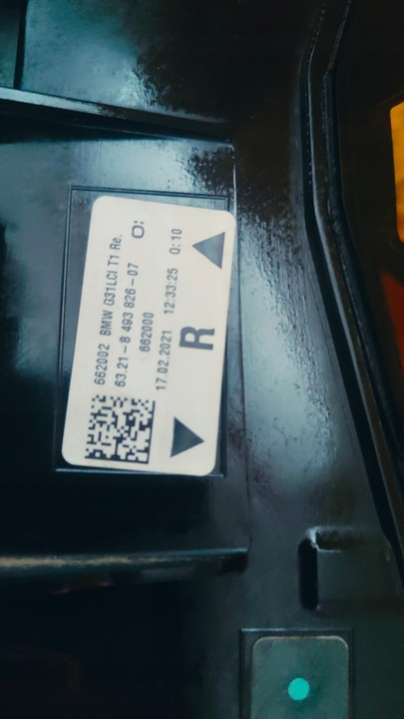 662002 BMW G31LCI T1 Re.
63.21-8 493 826-07 O:
662000
17.02.2021 12:33:25 0:10
R